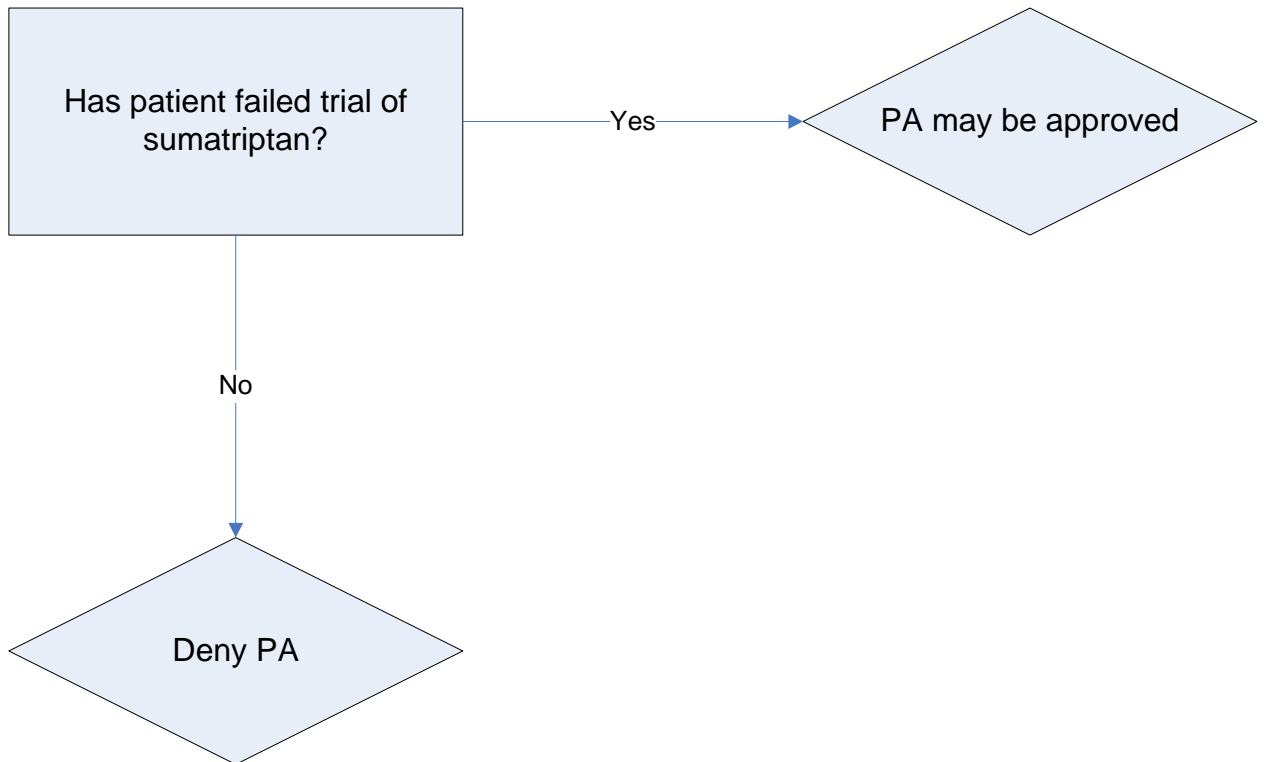 Has patient failed trial of
sumatriptan?
Yes
PA may be approved
No
Deny PA